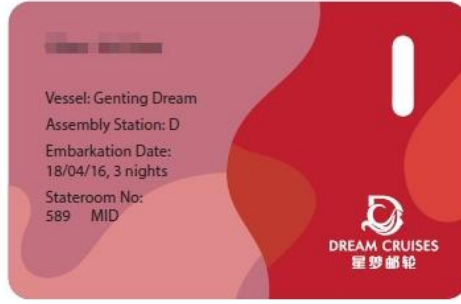 Vessel: Genting Dream
Assembly Station: D
Embarkation Date:
18/04/16, 3 nights
Stateroom No:
589 MID
DREAM CRUISES
星梦邮轮